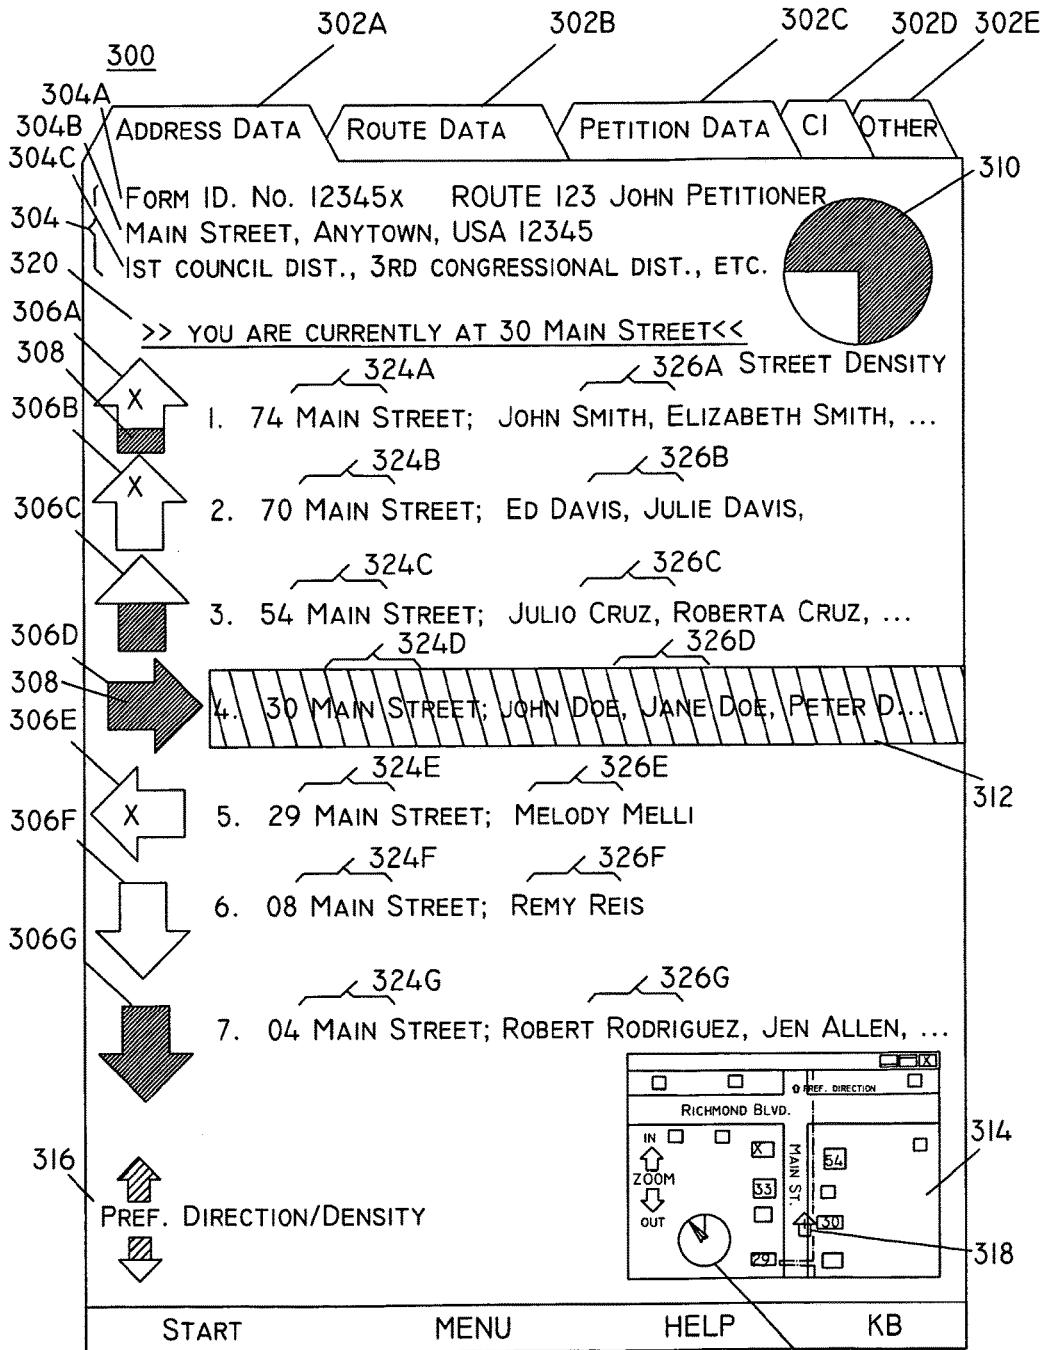 302A 302B 302C 302D 302E
300
304A
ADDRESS DATA ROUTE DATA PETITION DATA CI OTHER
304B
304C
310
FORM ID. NO. 12345X ROUTE 123 JOHN PETITIONER
304
MAIN STREET, ANYTOWN, USA 12345
320
1ST COUNCIL DIST., 3RD CONGRESSIONAL DIST., ETC.
306A
>> YOU ARE CURRENTLY AT 30 MAIN STREET<<
308
324A 326A STREET DENSITY
306B
X
1. 74 MAIN STREET; JOHN SMITH, ELIZABETH SMITH, ...
324B 326B
X
306C
2. 70 MAIN STREET; ED DAVIS, JULIE DAVIS,
324C 326C
3. 54 MAIN STREET; JULIO CRUZ, ROBERTA CRUZ, ...
306D
324D 326D
308
4. 30 MAIN STREET; JOHN DOE, JANE DOE, PETER D...
306E
324E 326E
312
X
5. 29 MAIN STREET; MELODY MELLI
306F
324F 326F
6. 08 MAIN STREET; REMY REIS
306G
324G 326G
7. 04 MAIN STREET; ROBERT RODRIGUEZ, JEN ALLEN, ...
X
PREF. DIRECTION
RICHMOND BLVD.
314
IN
ZOOM
OUT
X
MAIN ST.
54
33
30
29
316
PREF. DIRECTION/DENSITY
318
START MENU HELP KB